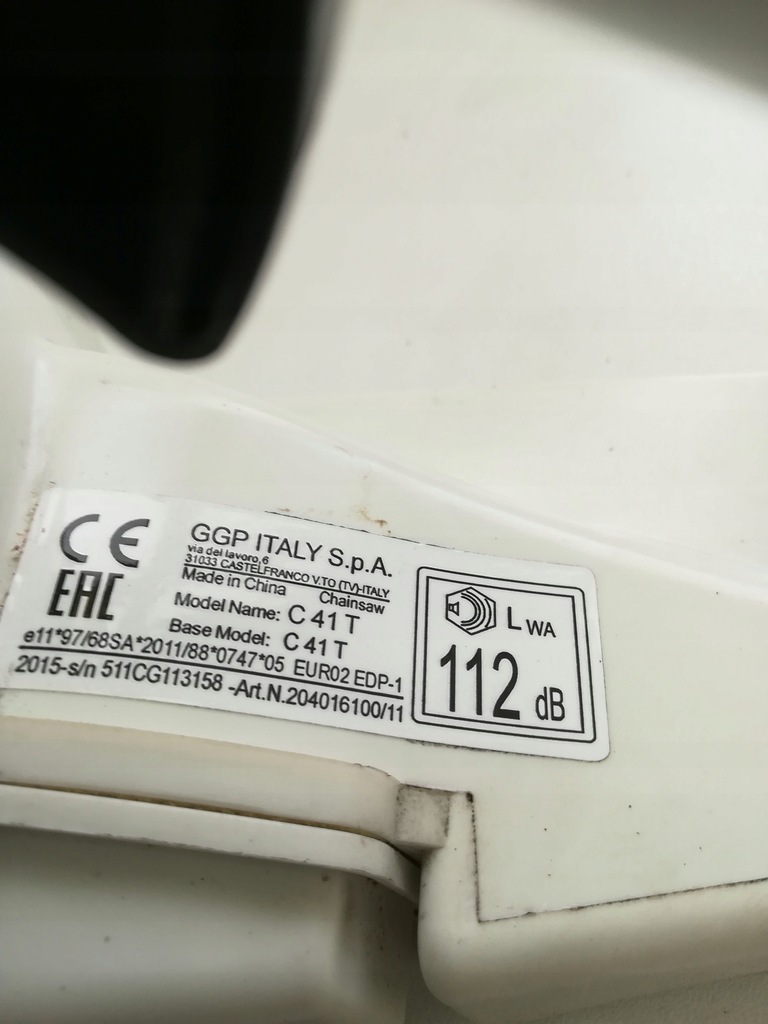 CE
EAC
GGP ITALY S.p.A.
via del lavoro,6
31033 CASTELFRANCO V.TO (TV)-ITALY
Made in China Chainsaw
Model Name: C 41 T
Base Model: C 41 T
e11*97/68SA*2011/88*0747*05 EUR02 EDP-1
2015-s/n 511CG113158 -Art.N.204016100/11
LWA
112 dB